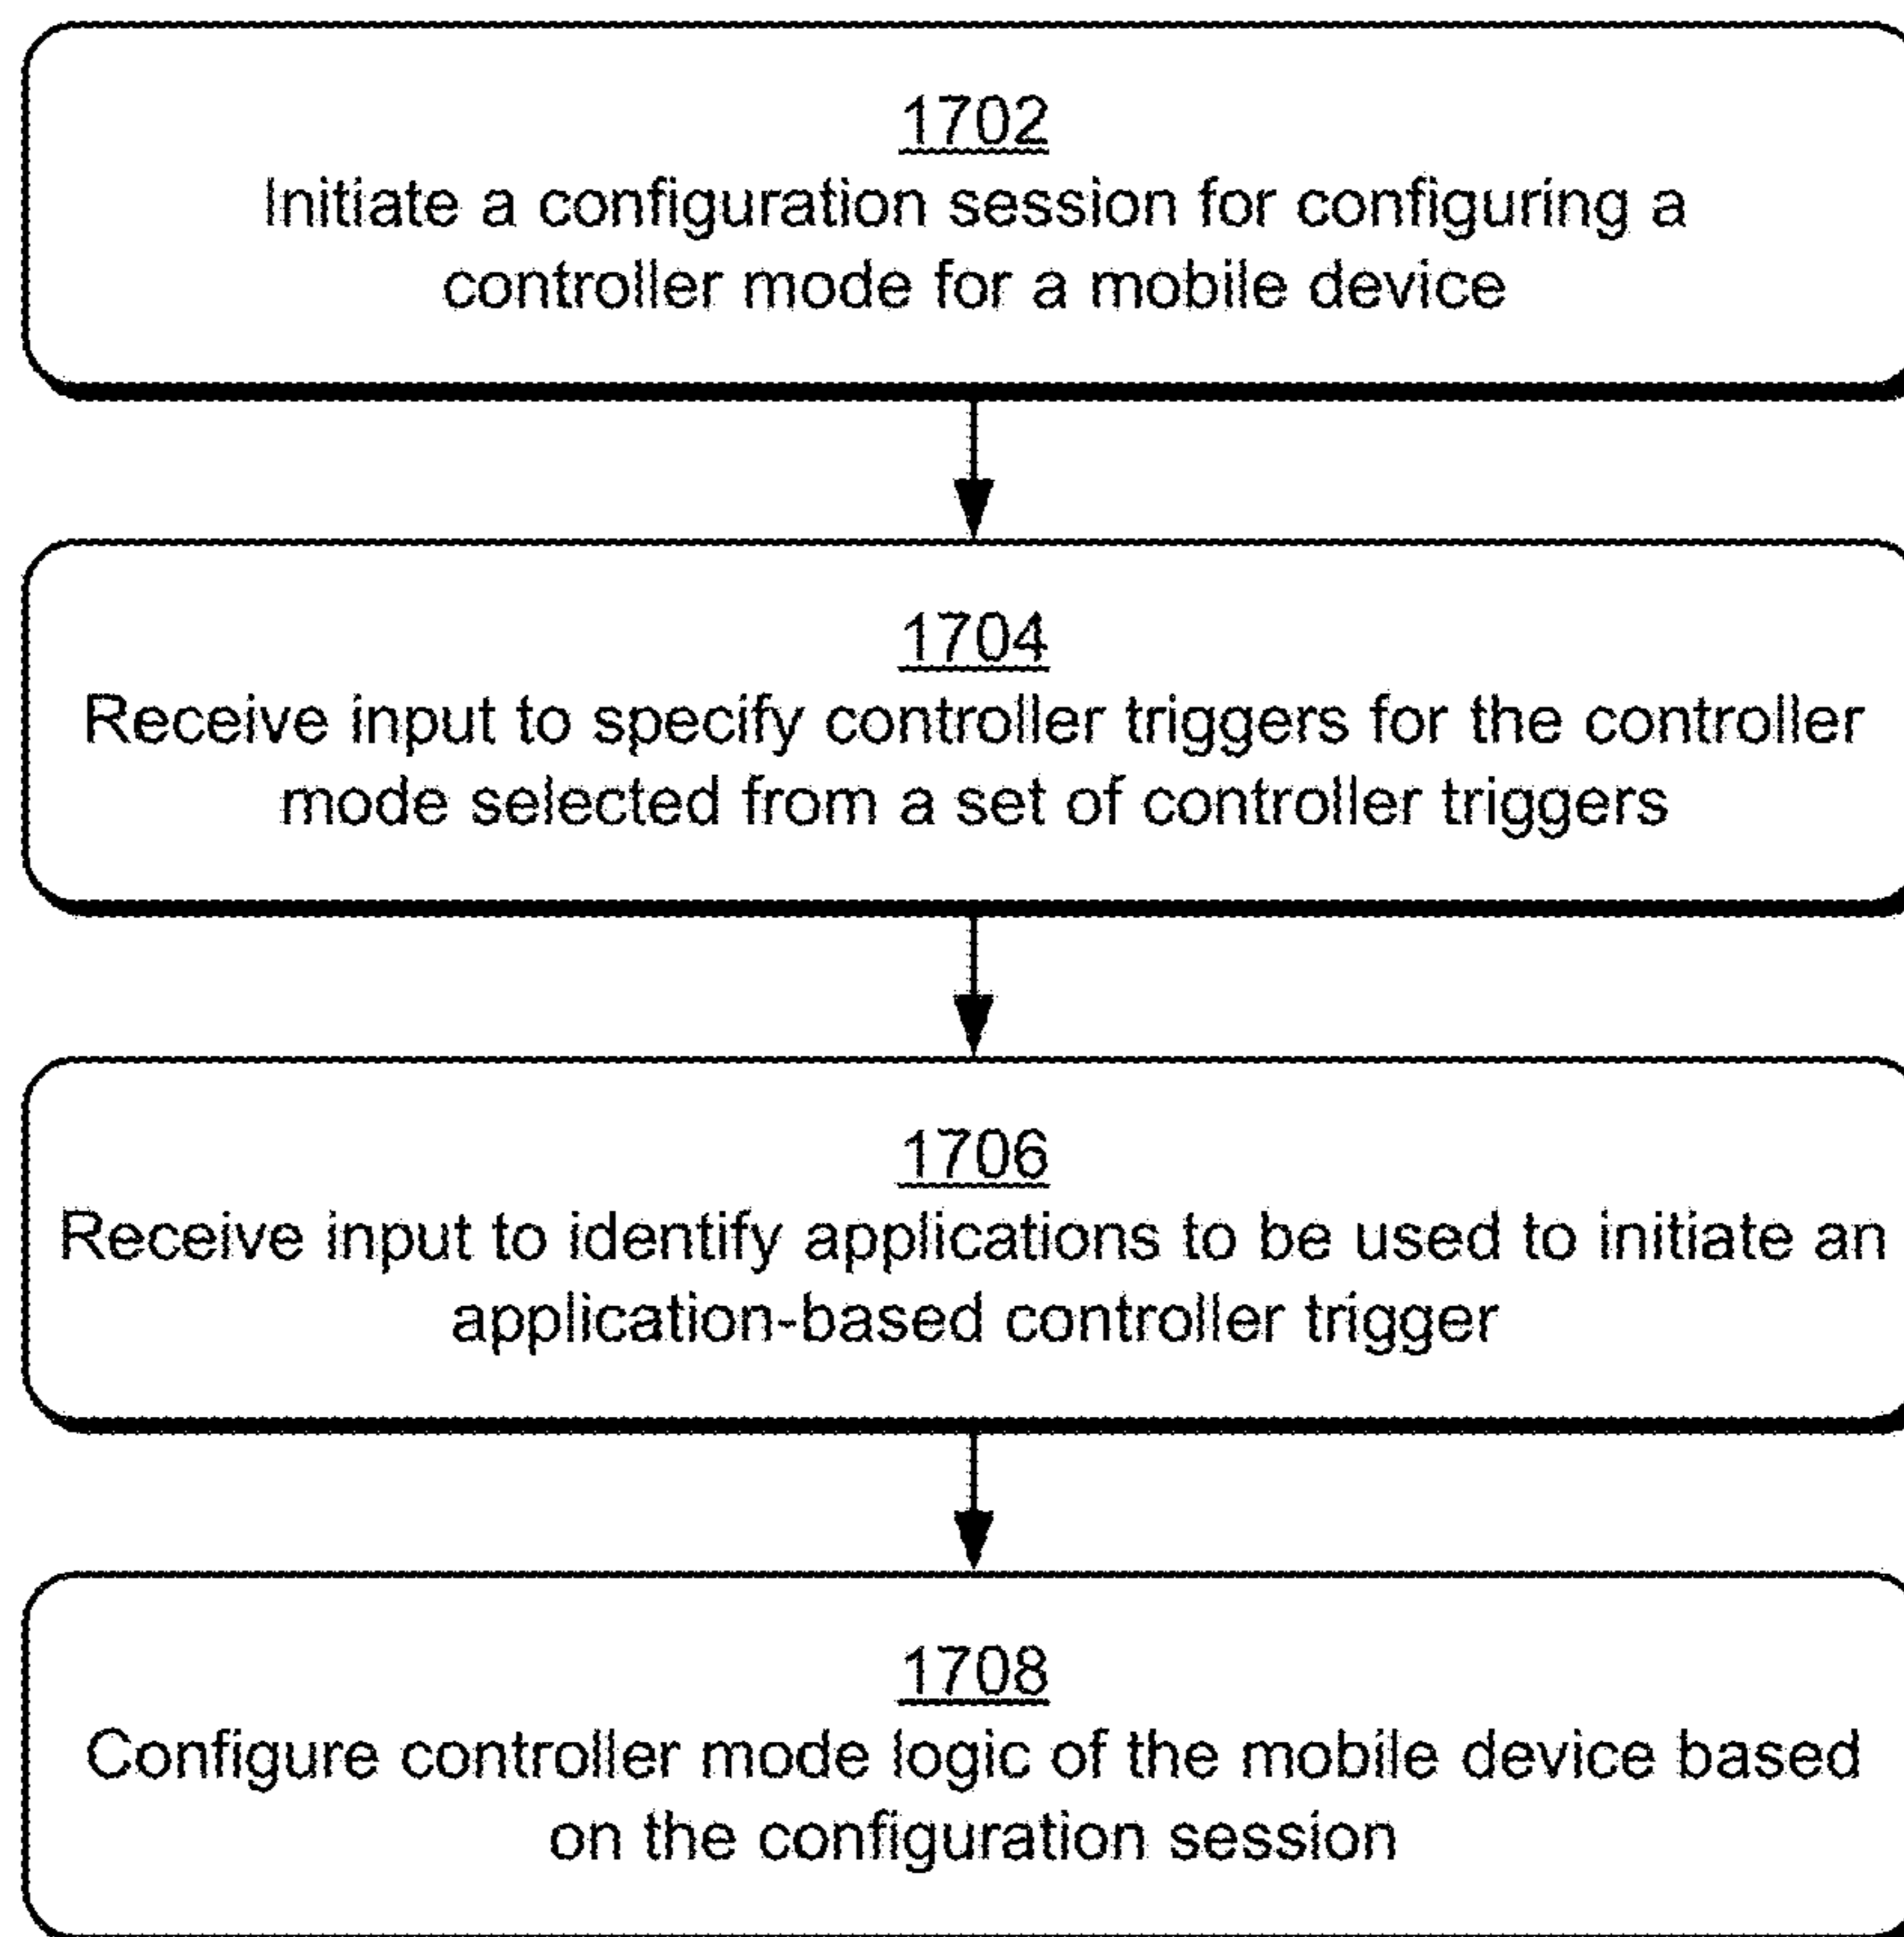 1702
Initiate a configuration session for configuring a
controller mode for a mobile device
1704
Receive input to specify controller triggers for the controller
mode selected from a set of controller triggers
1706
Receive input to identify applications to be used to initiate an
application-based controller trigger
1708
Configure controller mode logic of the mobile device based
on the configuration session